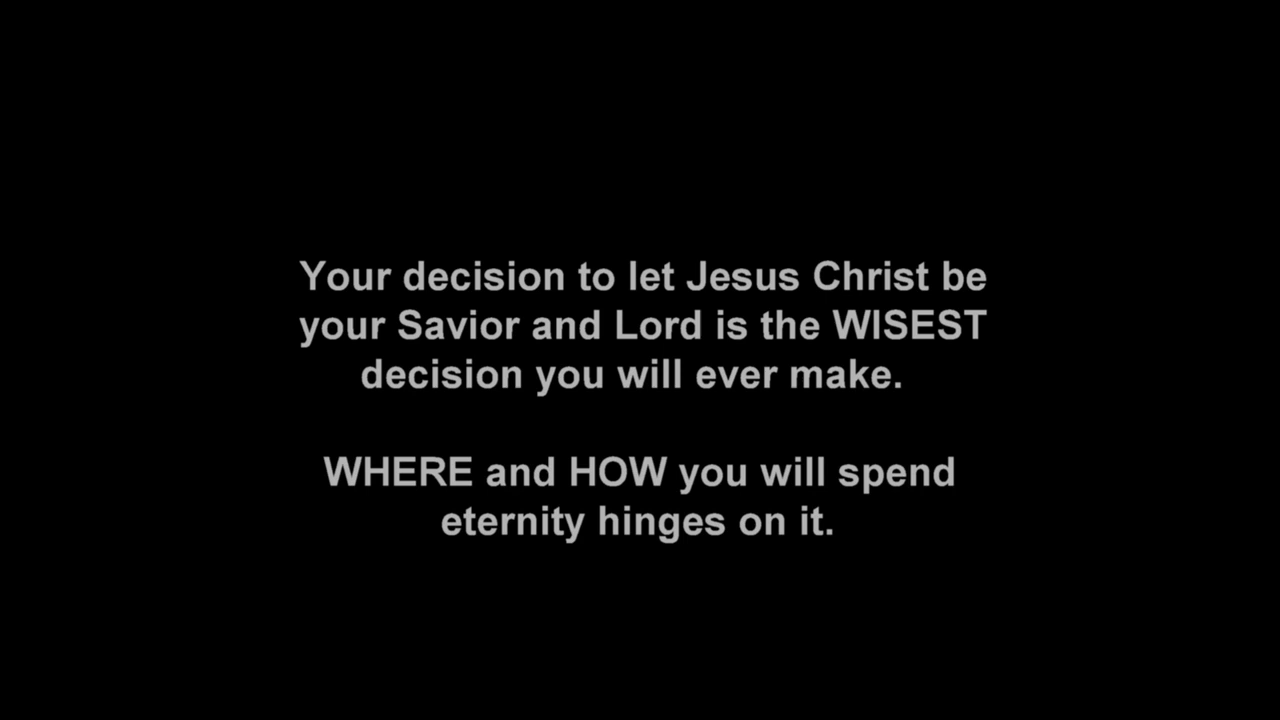 Your decision to let Jesus Christ be
your Savior and Lord is the WISEST
decision you will ever make.
WHERE and HOW you will spend
eternity hinges on it.